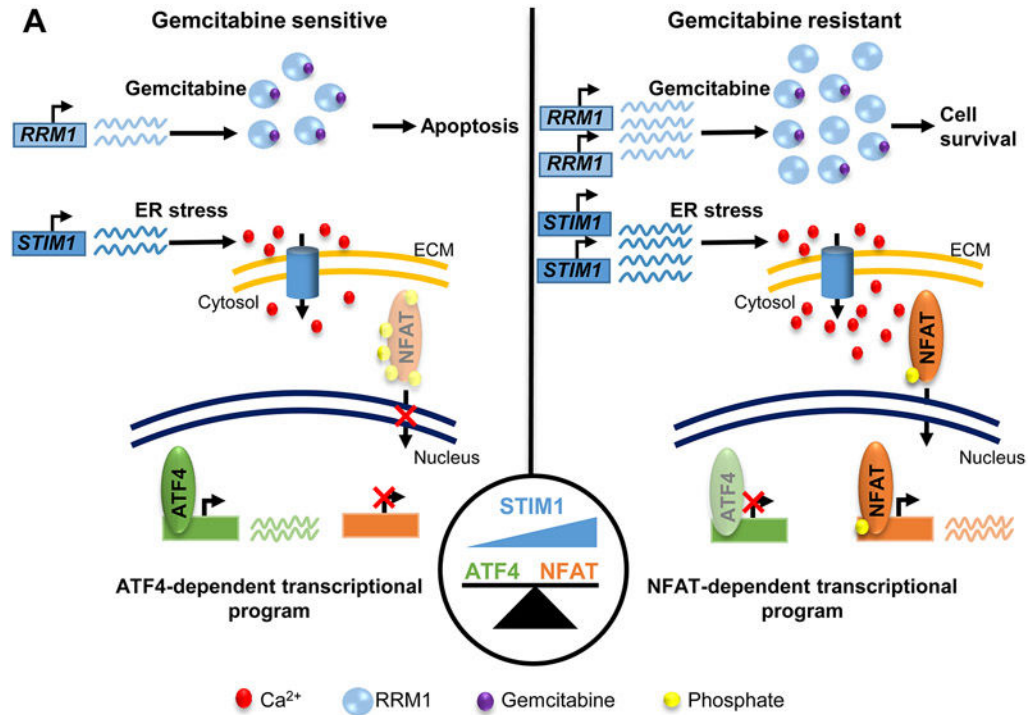 A
Gemcitabine sensitive
Gemcitabine
RRM1
Apoptosis
ER stress
STIM1
ECM
Cytosol
NFAT
Nucleus
ATF4
ATF4-dependent transcriptional
program
Gemcitabine resistant
Gemcitabine
RRM1
RRM1
Cell
survival
ER stress
STIM1
STIM1
ECM
Cytosol
NFAT
Nucleus
ATF4
NFAT
NFAT-dependent transcriptional
program
STIM1
ATF4 NFAT
Ca²⁺ RRM1 Gemcitabine Phosphate